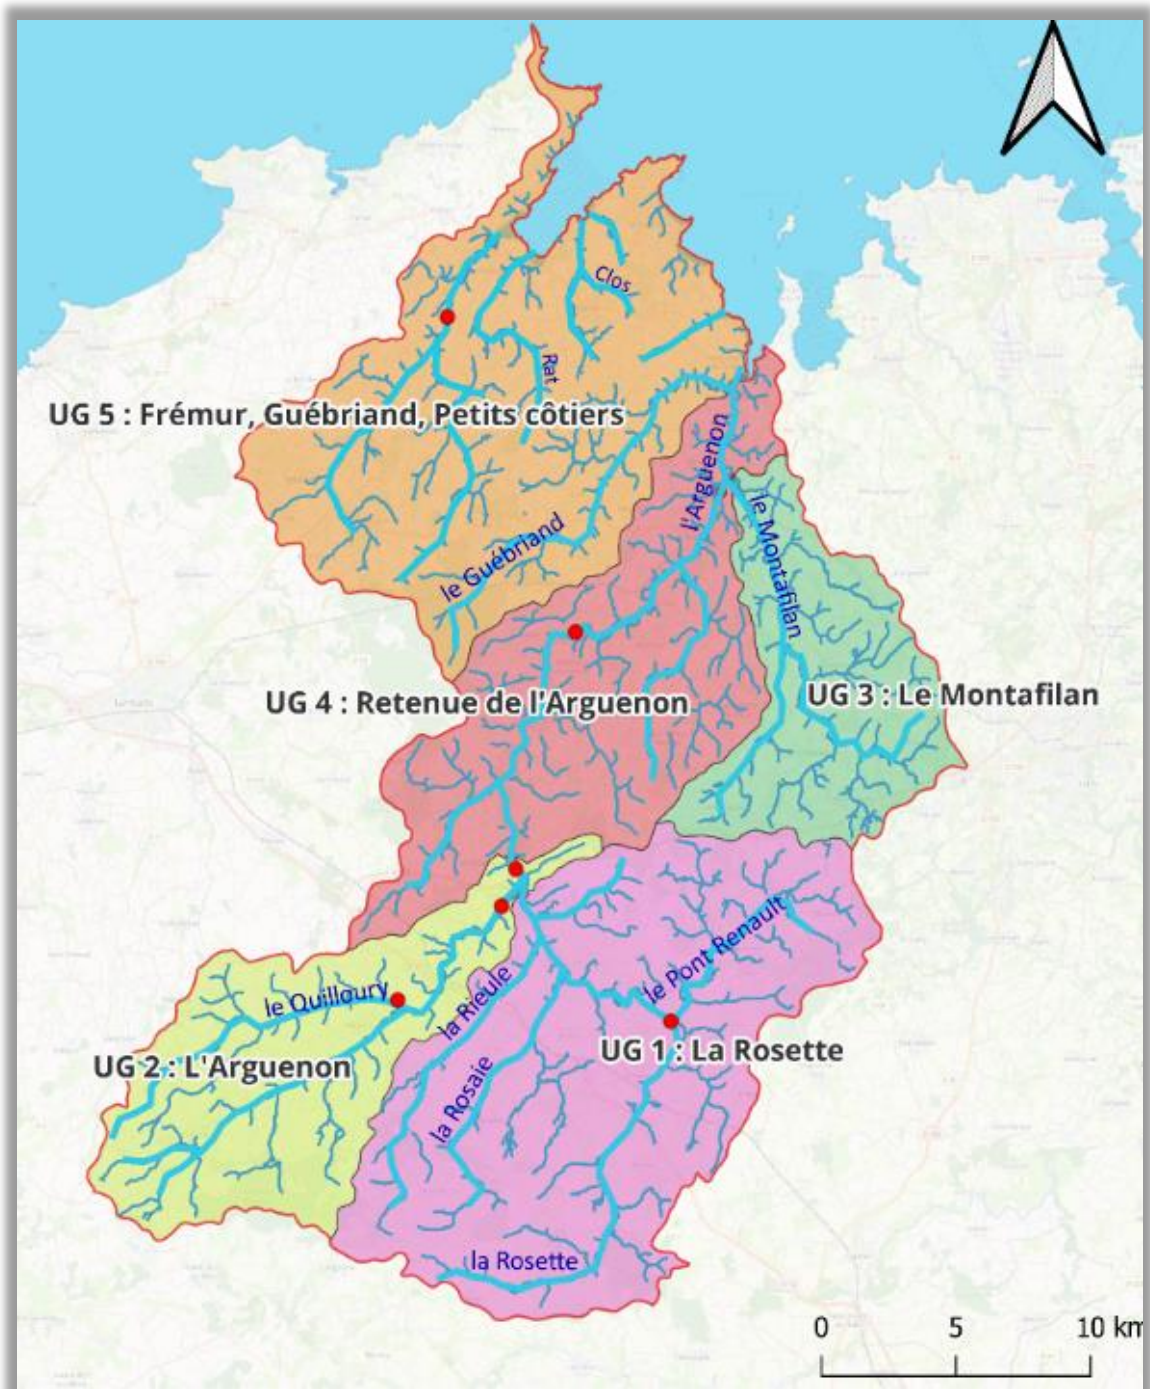 Clos
Rat
UG 5 : Frémur, Guébriand, Petits côtiers
l'Arguenon
le Montafilan
le Guébriand
UG 4 : Retenue de l'Arguenon
UG 3 : Le Montafilan
le Pont Renault
la Rieule
le Quilloury
UG 1 : La Rosette
UG 2 : L'Arguenon
la Rosaie
la Rosette
0 5 10 km